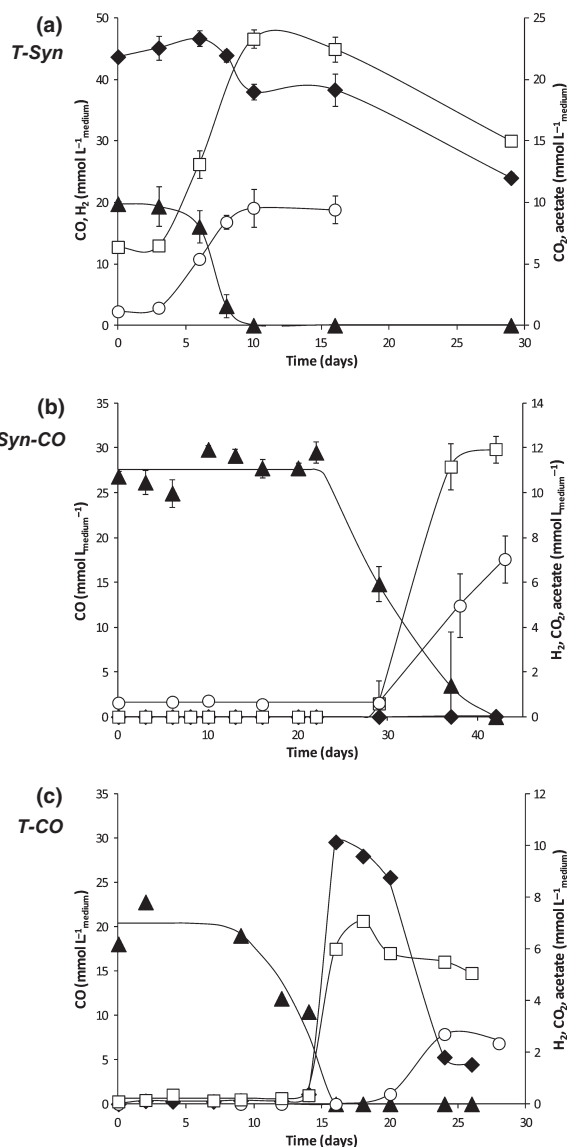 (a)
T-Syn
CO, H₂ (mmol L⁻¹medium)
50
40
30
20
10
0
25
20
15
10
5
0
CO₂, acetate (mmol L⁻¹medium)
0 5 10 15 20 25 30
Time (days)
(b)
Syn-CO
CO (mmol Lmedium⁻¹)
35
30
25
20
15
10
5
0
14
12
10
8
6
4
2
0
H₂, CO₂, acetate (mmol Lmedium⁻¹)
0 10 20 30 40
Time (days)
(c)
T-CO
CO (mmol L⁻¹medium)
35
30
25
20
15
10
5
0
12
10
8
6
4
2
0
H₂, CO₂, acetate (mmol L⁻¹medium)
0 5 10 15 20 25 30
Time (days)